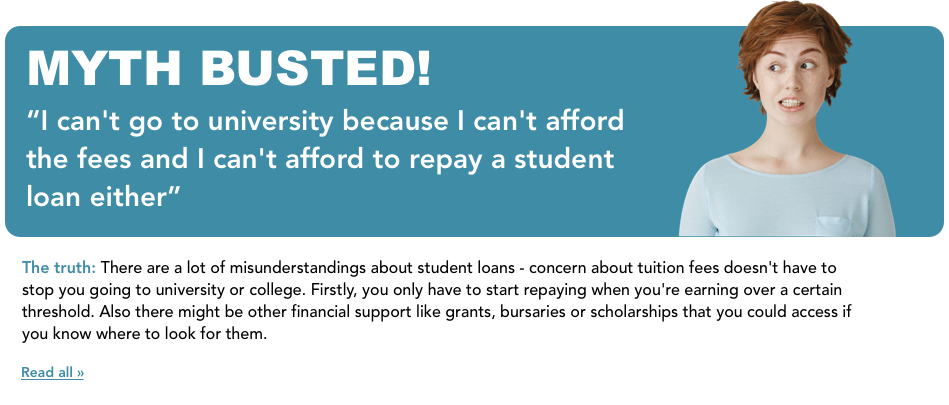 MYTH BUSTED!
“I can't go to university because I can't afford
the fees and I can't afford to repay a student
loan either”
The truth: There are a lot of misunderstandings about student loans - concern about tuition fees doesn't have to
stop you going to university or college. Firstly, you only have to start repaying when you're earning over a certain
threshold. Also there might be other financial support like grants, bursaries or scholarships that you could access if
you know where to look for them.
Read all »